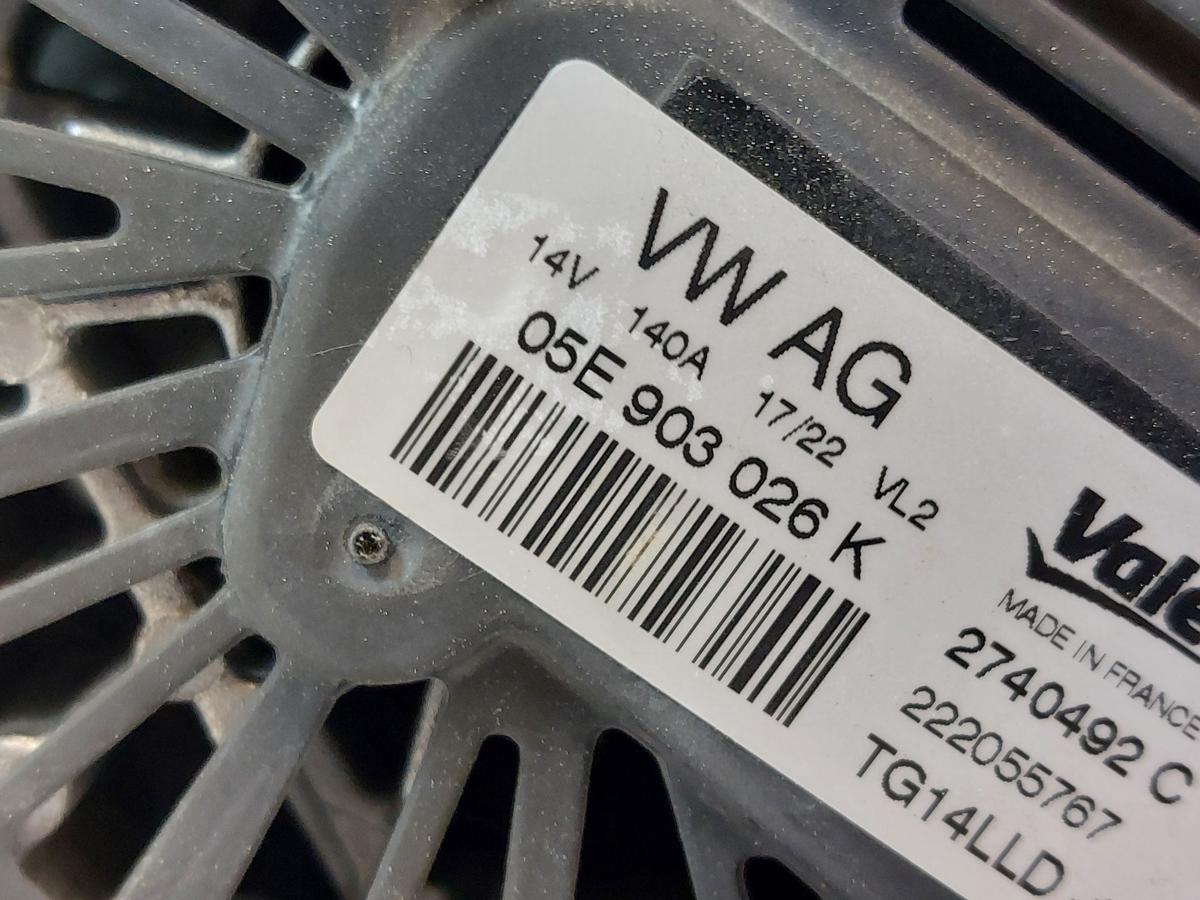 VW AG
14V 140A 17/22 VL2
05E 903 026 K
MADE IN FRANCE
2740492 C
222055767
TG14LLD